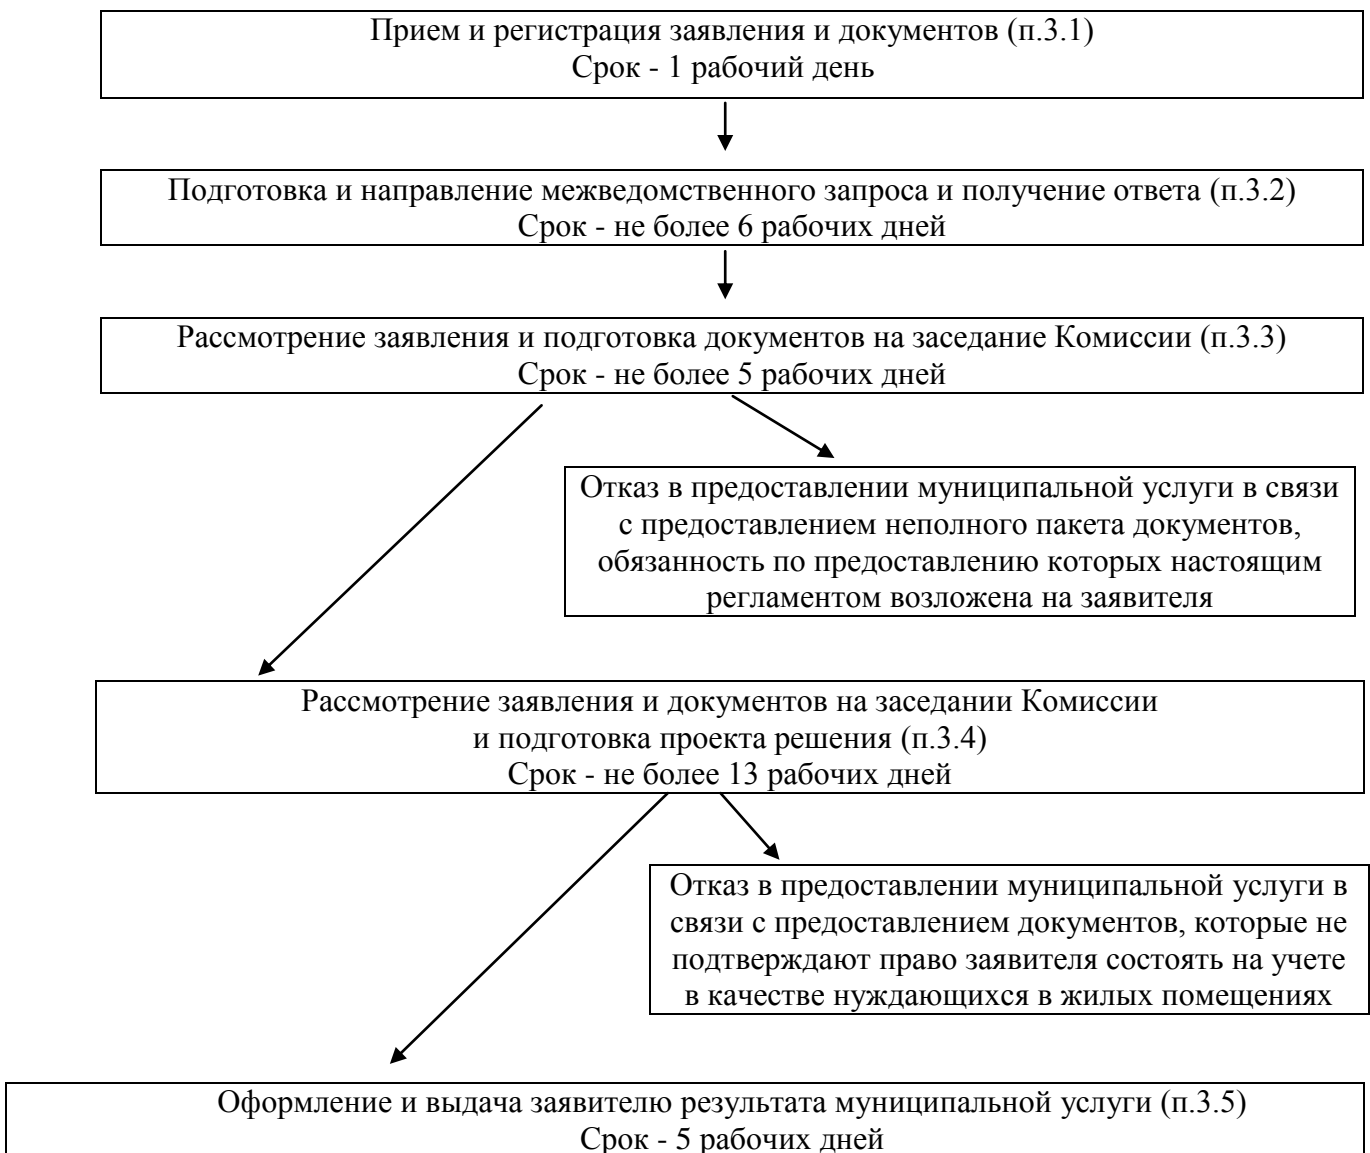 Прием и регистрация заявления и документов (п.3.1)
Срок - 1 рабочий день
Подготовка и направление межведомственного запроса и получение ответа (п.3.2)
Срок - не более 6 рабочих дней
Рассмотрение заявления и подготовка документов на заседание Комиссии (п.3.3)
Срок - не более 5 рабочих дней
Отказ в предоставлении муниципальной услуги в связи
с предоставлением неполного пакета документов,
обязанность по предоставлению которых настоящим
регламентом возложена на заявителя
Рассмотрение заявления и документов на заседании Комиссии
и подготовка проекта решения (п.3.4)
Срок - не более 13 рабочих дней
Отказ в предоставлении муниципальной услуги в
связи с предоставлением документов, которые не
подтверждают право заявителя состоять на учете
в качестве нуждающихся в жилых помещениях
Оформление и выдача заявителю результата муниципальной услуги (п.3.5)
Срок - 5 рабочих дней